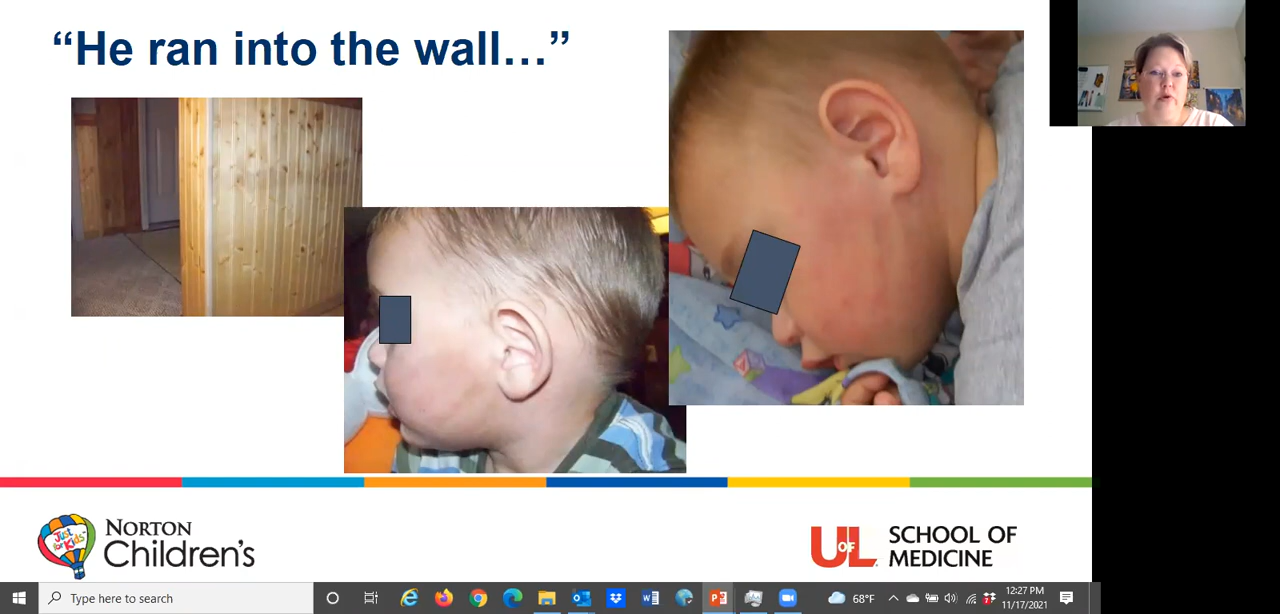 “He ran into the wall…”
Just
for Kids
NORTON
Children's
UOFL
SCHOOL OF
MEDICINE
Type here to search
68°F
12:27 PM
11/17/2021